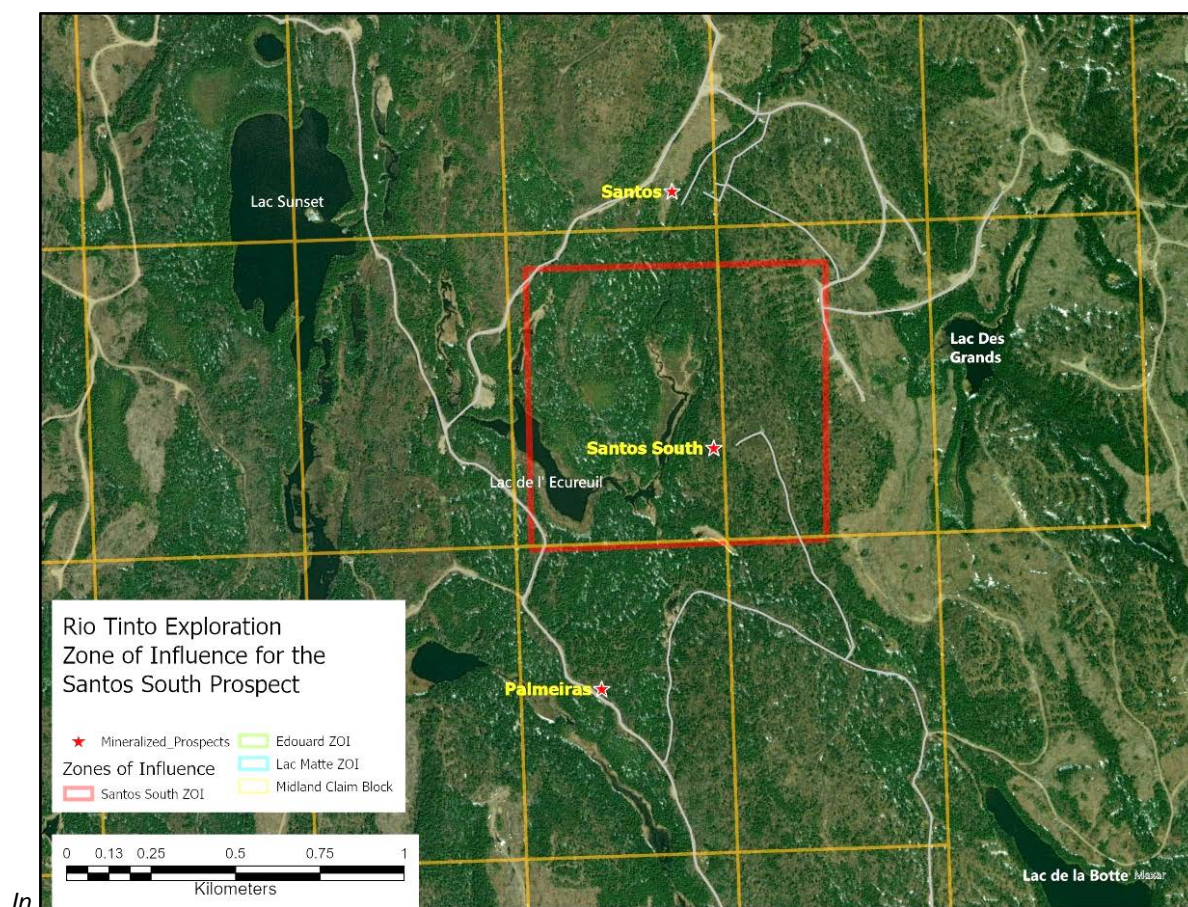 Lac Sunset
Santos
Lac Des
Grands
Santos South
Lac de l' Ecureuil
Rio Tinto Exploration
Zone of Influence for the
Santos South Prospect
Palmeiras
Mineralized_Prospects
Zones of Influence
Santos South ZOI
Edouard ZOI
Lac Matte ZOI
Midland Claim Block
0 0.13 0.25 0.5 0.75 1
Kilometers
Lac de la Botte Maxar
In